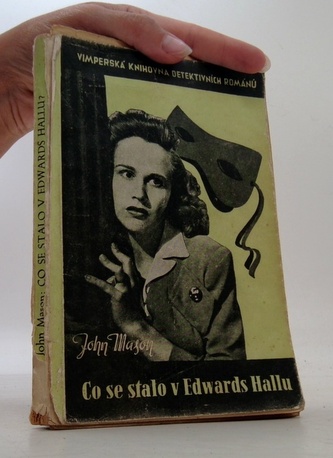 VIMPERSKÁ KNIHOVNA DETEKTIVNÍCH ROMÁNŮ
John Mason: CO SE STALO V EDWARDS HALLU?
John Mason
Co se stalo v Edwards Hallu